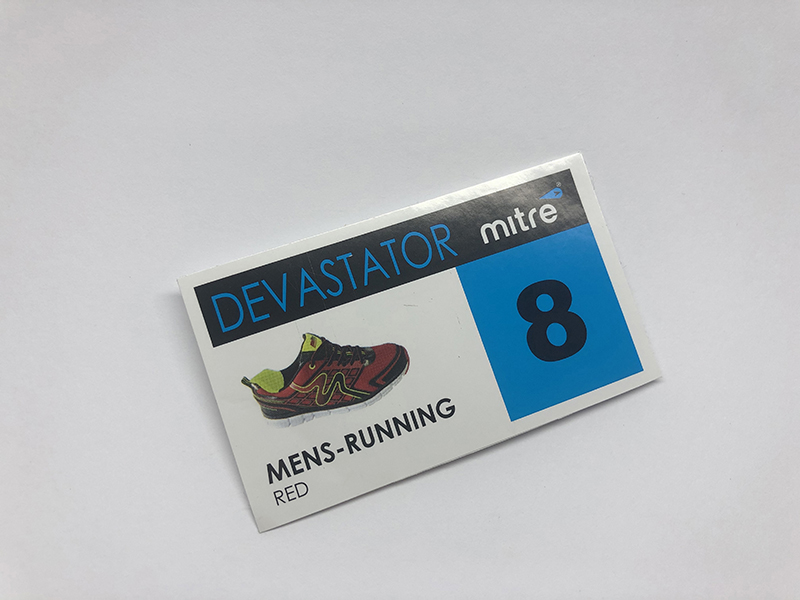 DEVASTATOR mitre
8
MENS-RUNNING
RED